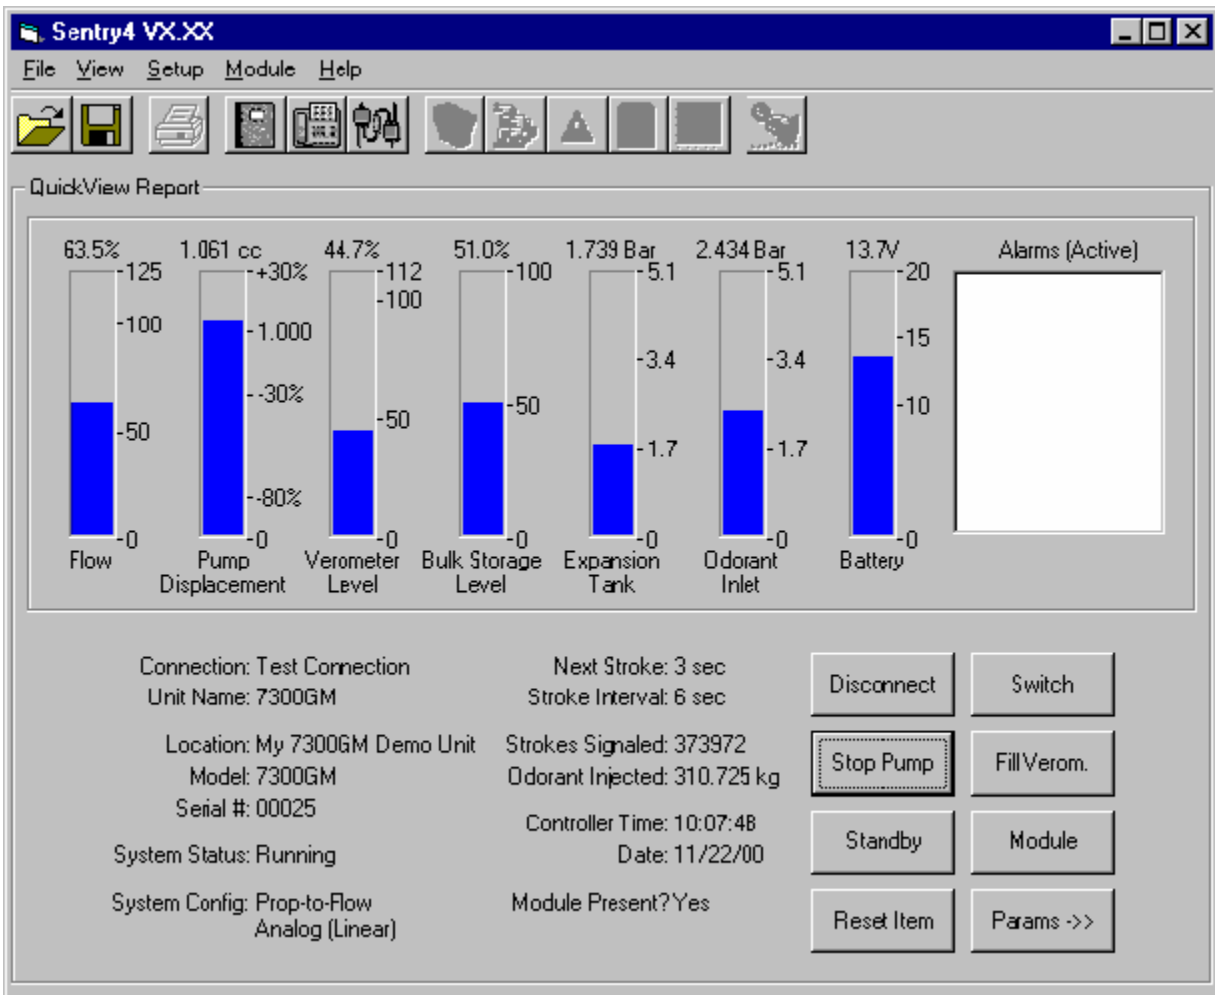 Sentry4 VX.XX
File View Setup Module Help
QuickView Report
63.5% 1.061 cc 44.7% 51.0% 1.739 Bar 2.434 Bar 13.7V Alarms (Active)
-125 -+30% -112 -100 -5.1 -5.1 -20
-100
-100 -1.000 -15
-3.4 -3.4
--30% -50 -10
-50 -50
-1.7 -1.7
--80%
-0 -0 -0 -0 -0 -0 -0
Flow Pump Verometer Bulk Storage Expansion Odorant Battery
Displacement Level Level Tank Inlet
Connection: Test Connection Next Stroke: 3 sec Disconnect Switch
Unit Name: 7300GM Stroke Interval: 6 sec
Location: My 7300GM Demo Unit Strokes Signaled: 373972 Stop Pump Fill Verom.
Model: 7300GM Odorant Injected: 310.725 kg
Serial #: 00025
Controller Time: 10:07:48
System Status: Running Date: 11/22/00 Standby Module
System Config: Prop-to-Flow Module Present? Yes Reset Item Params ->>
Analog (Linear)